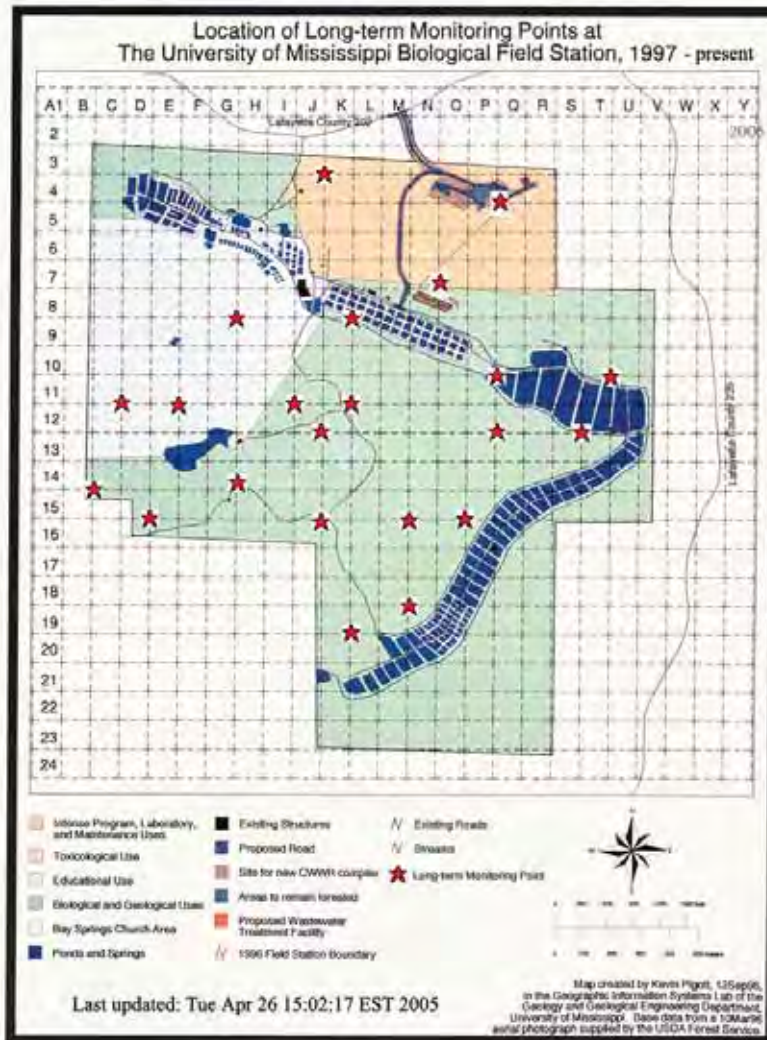 Location of Long-term Monitoring Points at
The University of Mississippi Biological Field Station, 1997 - present
A1 B C D E F G H I J K L M N O P Q R S T U V W X Y
Lafayette County 202
2005
2
3
4
5
6
7
8
9
10
11
12
13
14
15
16
17
18
19
20
21
22
23
24
Lafayette County 235
Intense Program, Laboratory,
and Maintenance Uses
Toxicological Use
Educational Use
Biological and Geological Uses
Bay Springs Church Area
Ponds and Springs
Existing Structures
Proposed Road
Site for new CWWR complex
Areas to remain forested
Proposed Wastewater
Treatment Facility
1996 Field Station Boundary
Existing Roads
Streams
Long-term Monitoring Point
Last updated: Tue Apr 26 15:02:17 EST 2005
Map created by Kevin Pigott, 12Sep96,
in the Geographic Information Systems Lab of the
Geology and Geological Engineering Department,
University of Mississippi. Base data from a 10Mar96
aerial photograph supplied by the USDA Forest Service.